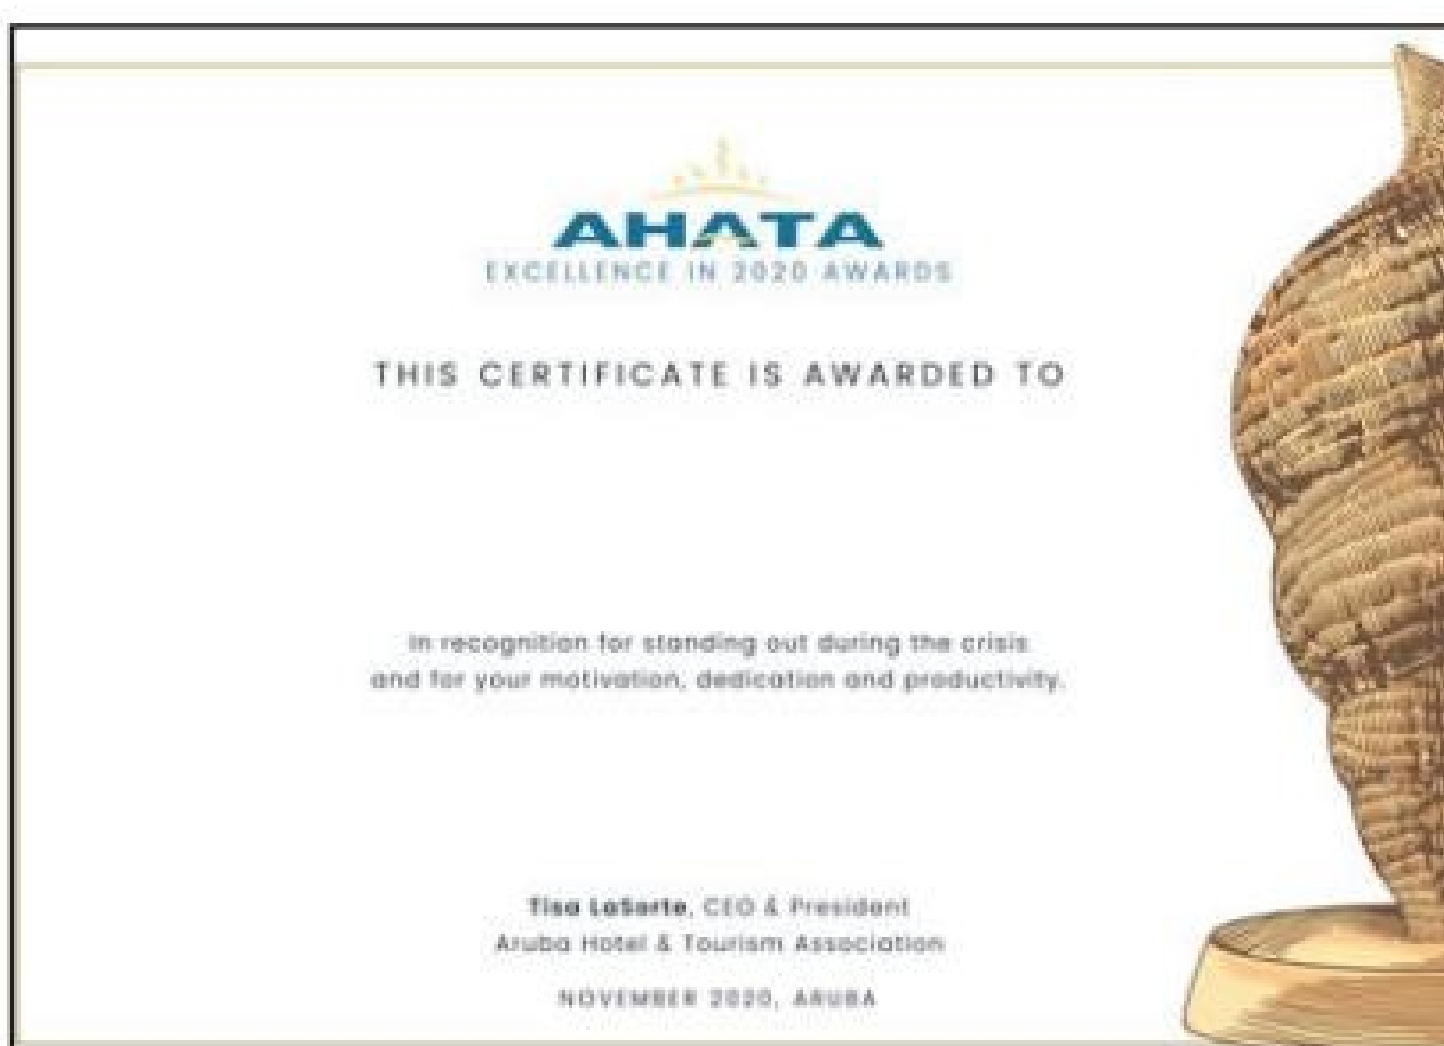 AHATA
EXCELLENCE IN 2020 AWARDS
THIS CERTIFICATE IS AWARDED TO
In recognition for standing out during the crisis
and for your motivation, dedication and productivity.
Tisa LaSorte, CEO & President
Aruba Hotel & Tourism Association
NOVEMBER 2020, ARUBA